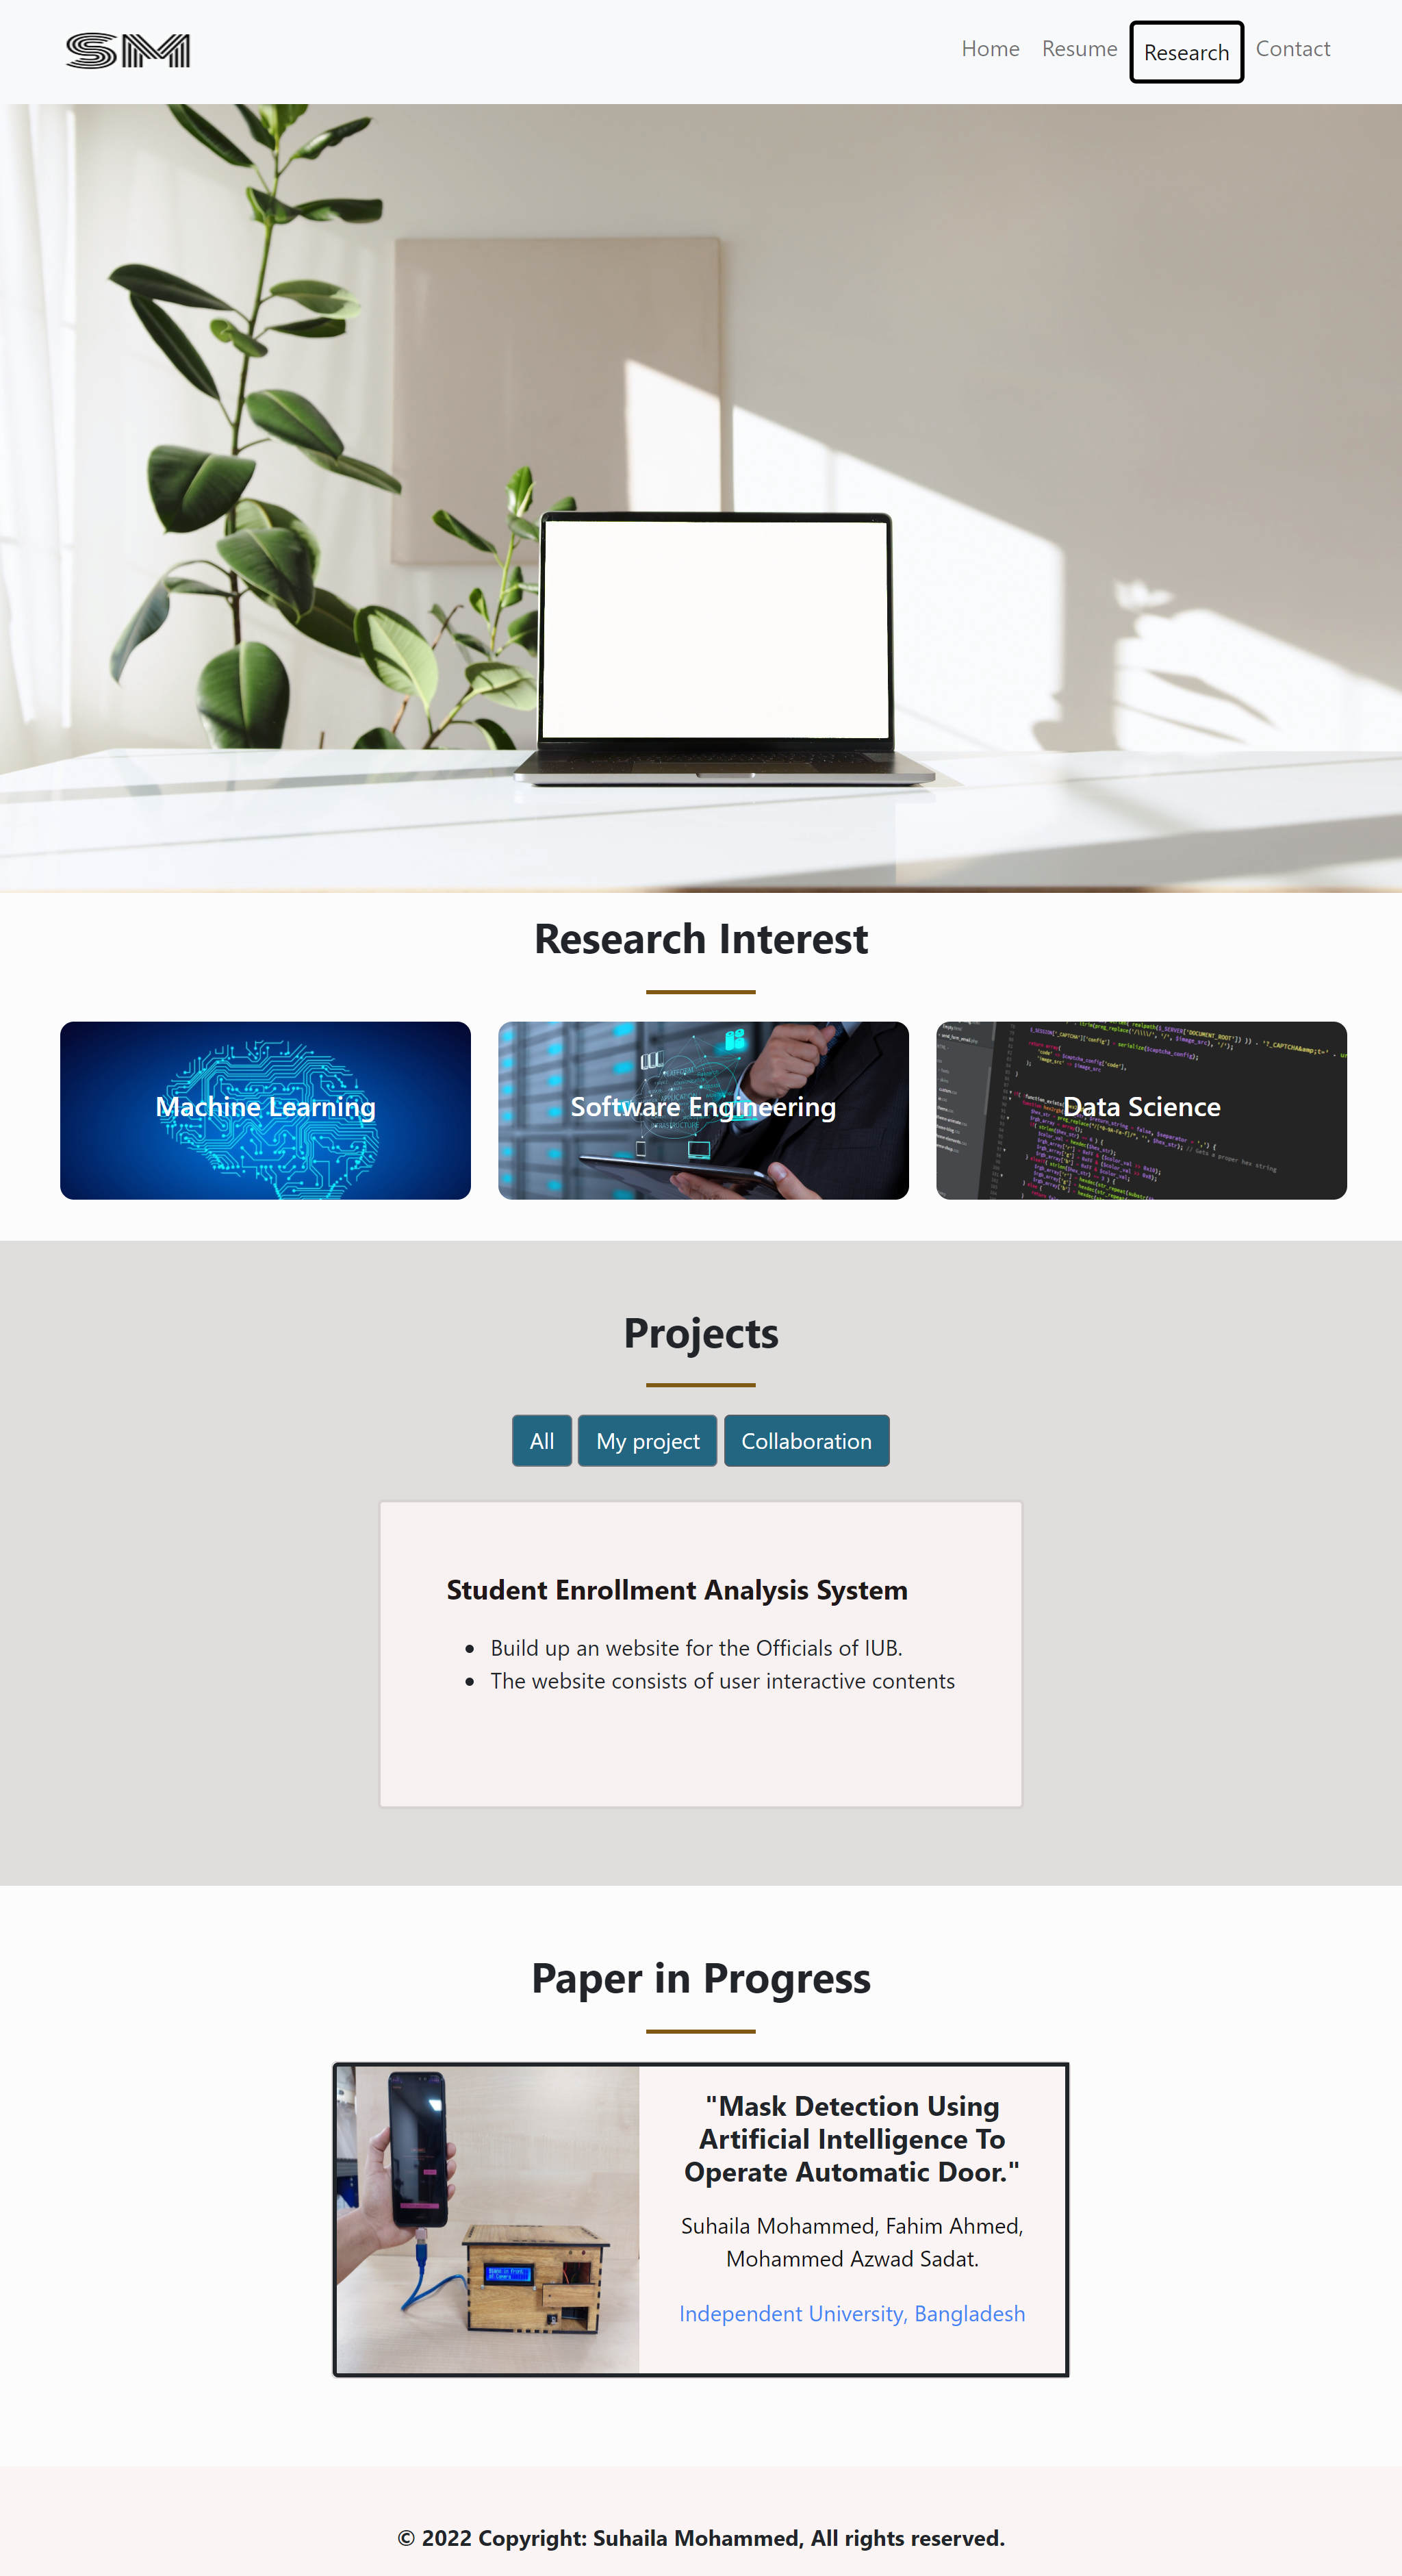 SM
Home Resume Research Contact
Research Interest
Machine Learning
Software Engineering
Data Science
Projects
All My project Collaboration
Student Enrollment Analysis System
Build up an website for the Officials of IUB.
The website consists of user interactive contents
Paper in Progress
"Mask Detection Using
Artificial Intelligence To
Operate Automatic Door."
Suhaila Mohammed, Fahim Ahmed,
Mohammed Azwad Sadat.
Independent University, Bangladesh
© 2022 Copyright: Suhaila Mohammed, All rights reserved.